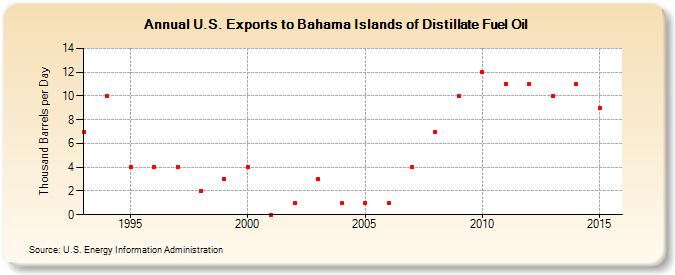 Annual U.S. Exports to Bahama Islands of Distillate Fuel Oil
Thousand Barrels per Day
14
12
10
8
6
4
2
0
1995 2000 2005 2010 2015
Source: U.S. Energy Information Administration